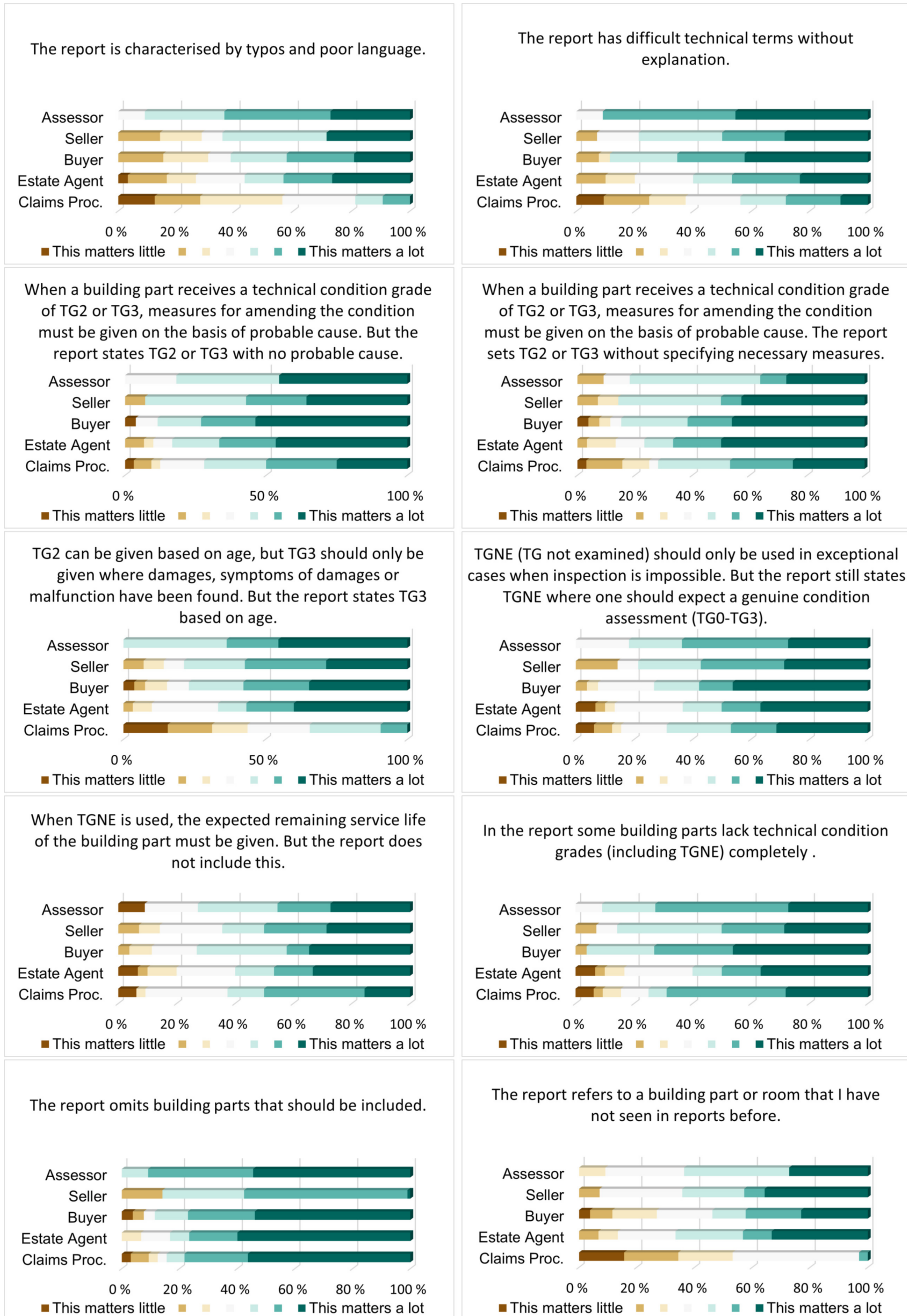 The report is characterised by typos and poor language.
Assessor
Seller
Buyer
Estate Agent
Claims Proc.
0 % 20 % 40 % 60 % 80 % 100 %
This matters little This matters a lot
The report has difficult technical terms without
explanation.
Assessor
Seller
Buyer
Estate Agent
Claims Proc.
0 % 20 % 40 % 60 % 80 % 100 %
This matters little This matters a lot
When a building part receives a technical condition grade
of TG2 or TG3, measures for amending the condition
must be given on the basis of probable cause. But the
report states TG2 or TG3 with no probable cause.
Assessor
Seller
Buyer
Estate Agent
Claims Proc.
0 % 50 % 100 %
This matters little This matters a lot
When a building part receives a technical condition grade
of TG2 or TG3, measures for amending the condition
must be given on the basis of probable cause. The report
sets TG2 or TG3 without specifying necessary measures.
Assessor
Seller
Buyer
Estate Agent
Claims Proc.
0 % 20 % 40 % 60 % 80 % 100 %
This matters little This matters a lot
TG2 can be given based on age, but TG3 should only be
given where damages, symptoms of damages or
malfunction have been found. But the report states TG3
based on age.
Assessor
Seller
Buyer
Estate Agent
Claims Proc.
0 % 50 % 100 %
This matters little This matters a lot
TGNE (TG not examined) should only be used in exceptional
cases when inspection is impossible. But the report still states
TGNE where one should expect a genuine condition
assessment (TG0-TG3).
Assessor
Seller
Buyer
Estate Agent
Claims Proc.
0 % 20 % 40 % 60 % 80 % 100 %
This matters little This matters a lot
When TGNE is used, the expected remaining service life
of the building part must be given. But the report does
not include this.
Assessor
Seller
Buyer
Estate Agent
Claims Proc.
0 % 20 % 40 % 60 % 80 % 100 %
This matters little This matters a lot
In the report some building parts lack technical condition
grades (including TGNE) completely .
Assessor
Seller
Buyer
Estate Agent
Claims Proc.
0 % 20 % 40 % 60 % 80 % 100 %
This matters little This matters a lot
The report omits building parts that should be included.
Assessor
Seller
Buyer
Estate Agent
Claims Proc.
0 % 20 % 40 % 60 % 80 % 100 %
This matters little This matters a lot
The report refers to a building part or room that I have
not seen in reports before.
Assessor
Seller
Buyer
Estate Agent
Claims Proc.
0 % 20 % 40 % 60 % 80 % 100 %
This matters little This matters a lot